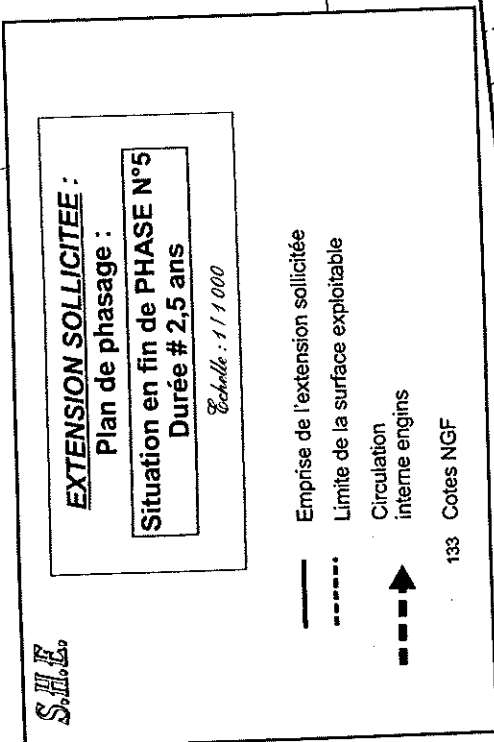 S.H.E.
EXTENSION SOLLICITEE :
Plan de phasage :
Situation en fin de PHASE N°5
Durée # 2,5 ans
Echelle : 1 / 1 000
Emprise de l'extension sollicitée
Limite de la surface exploitable
Circulation
interne engins
133 Cotes NGF